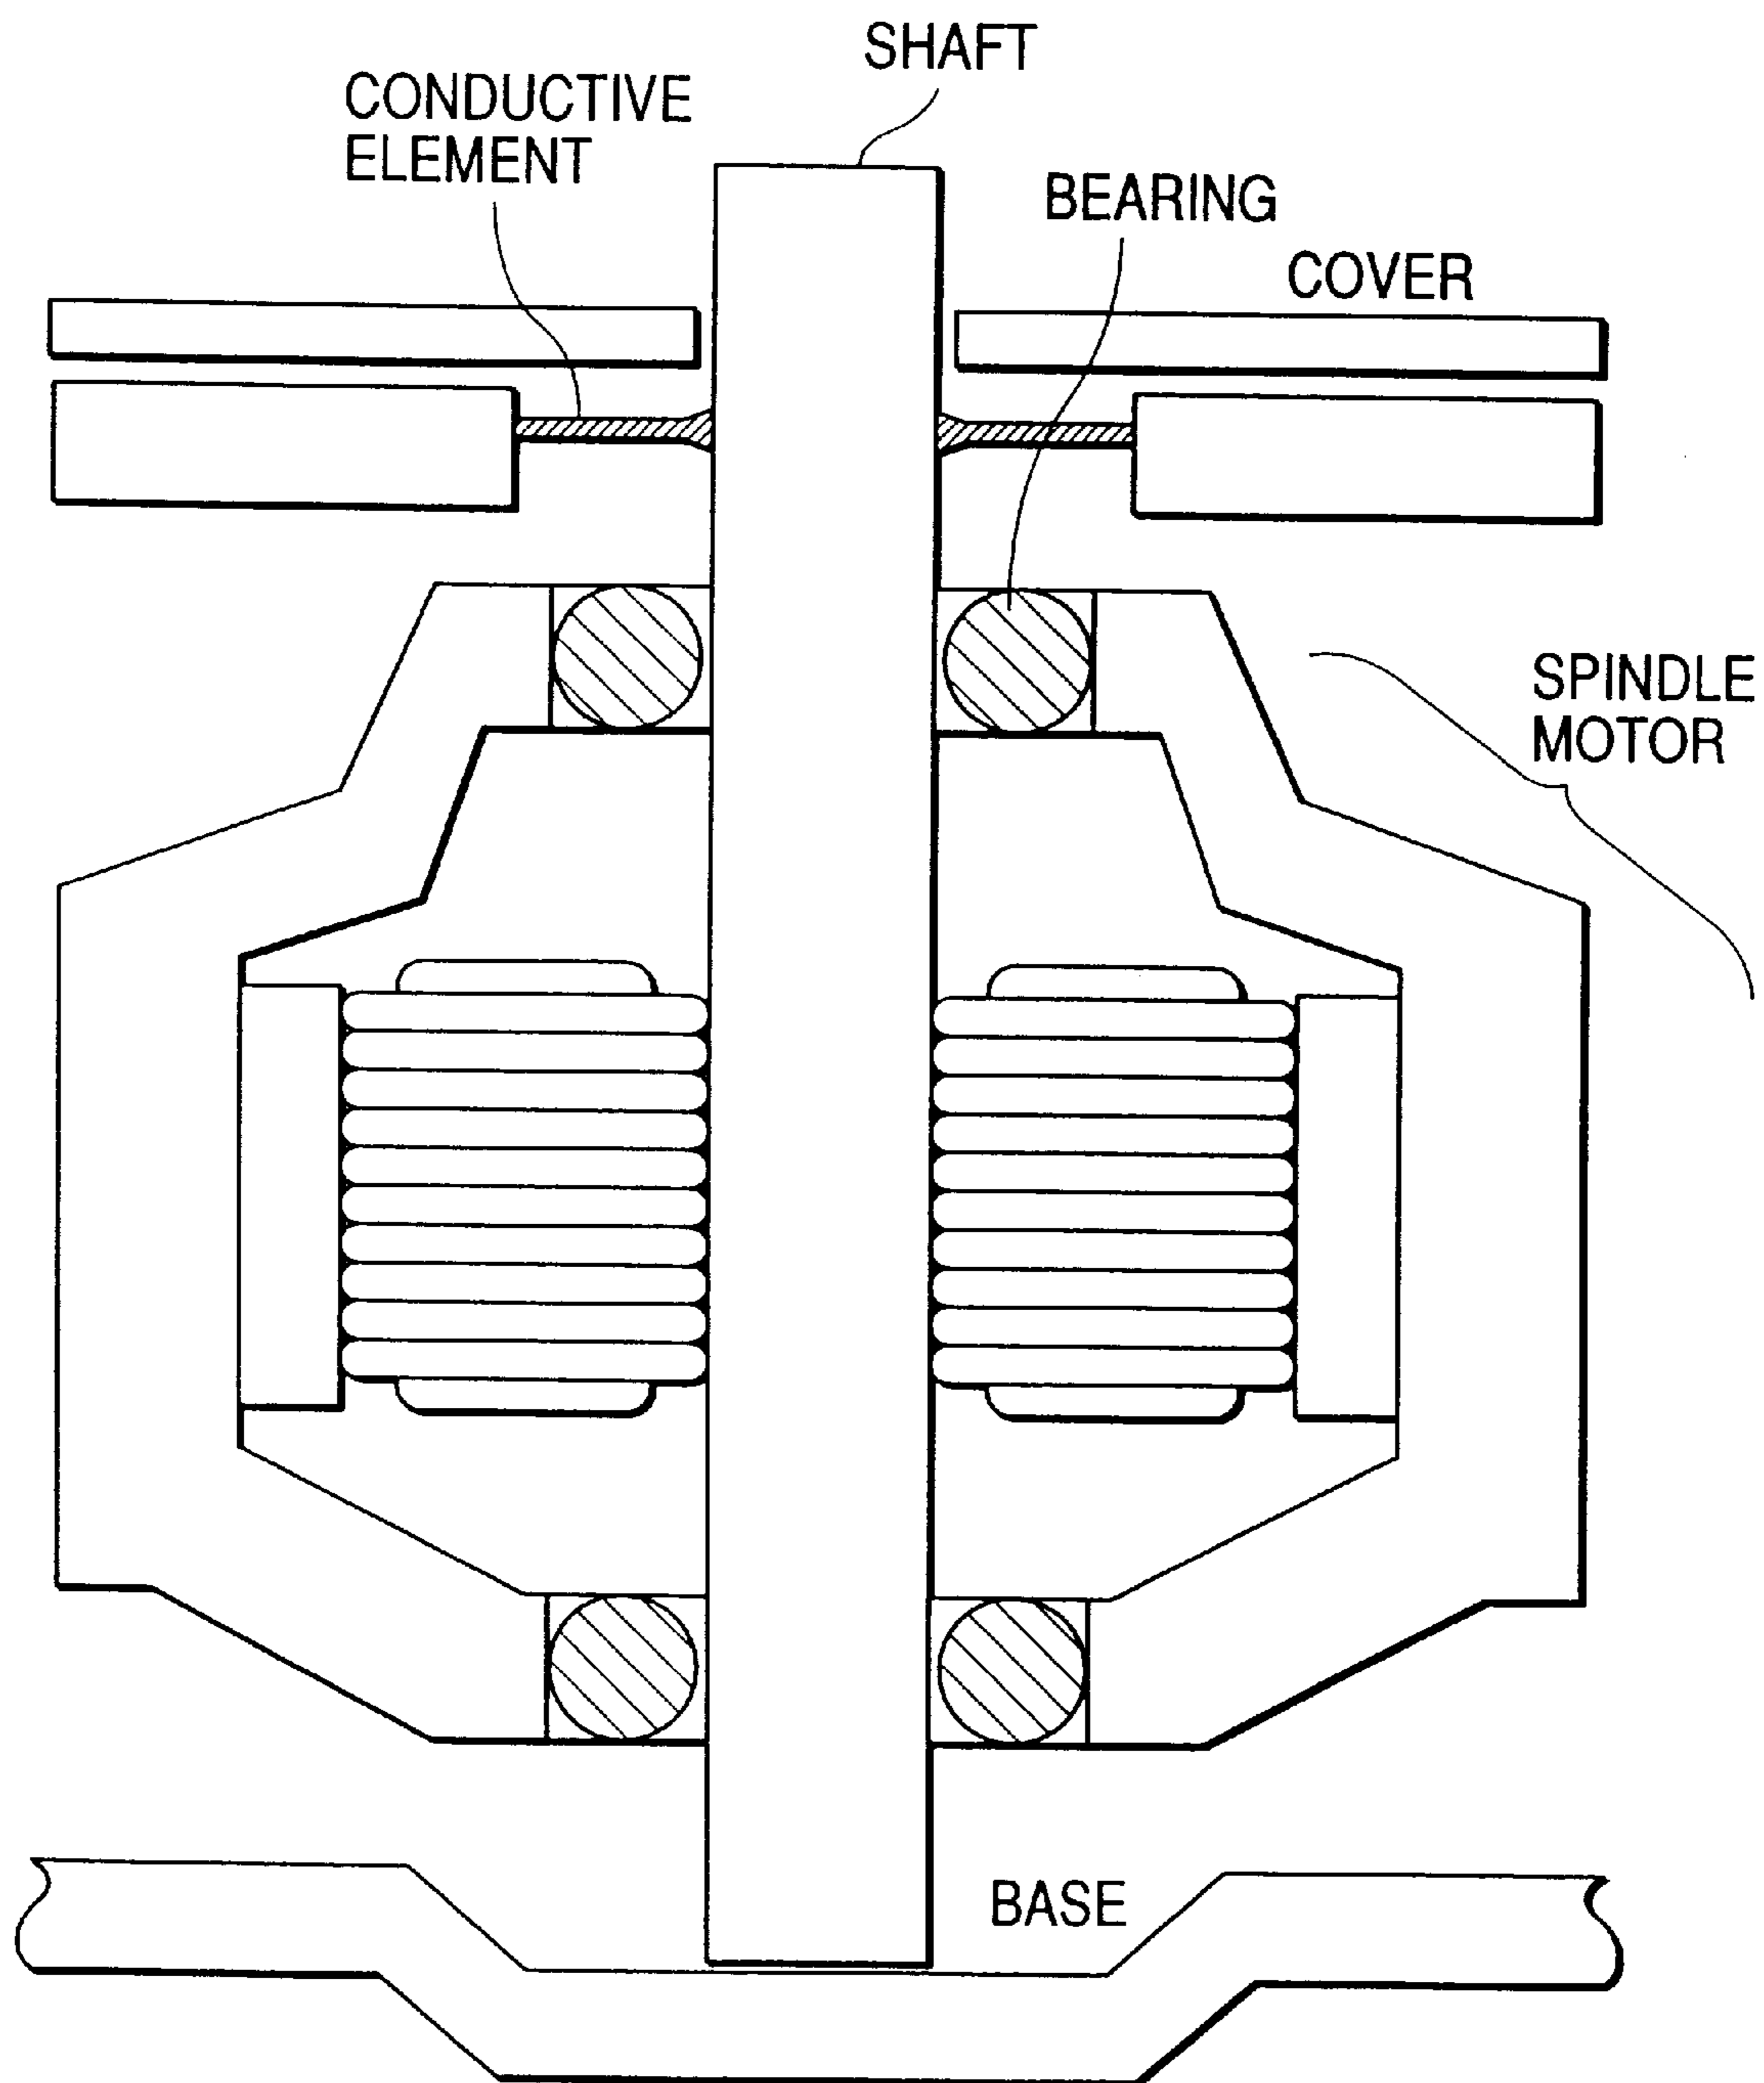 SHAFT
CONDUCTIVE
ELEMENT
BEARING
COVER
SPINDLE
MOTOR
BASE